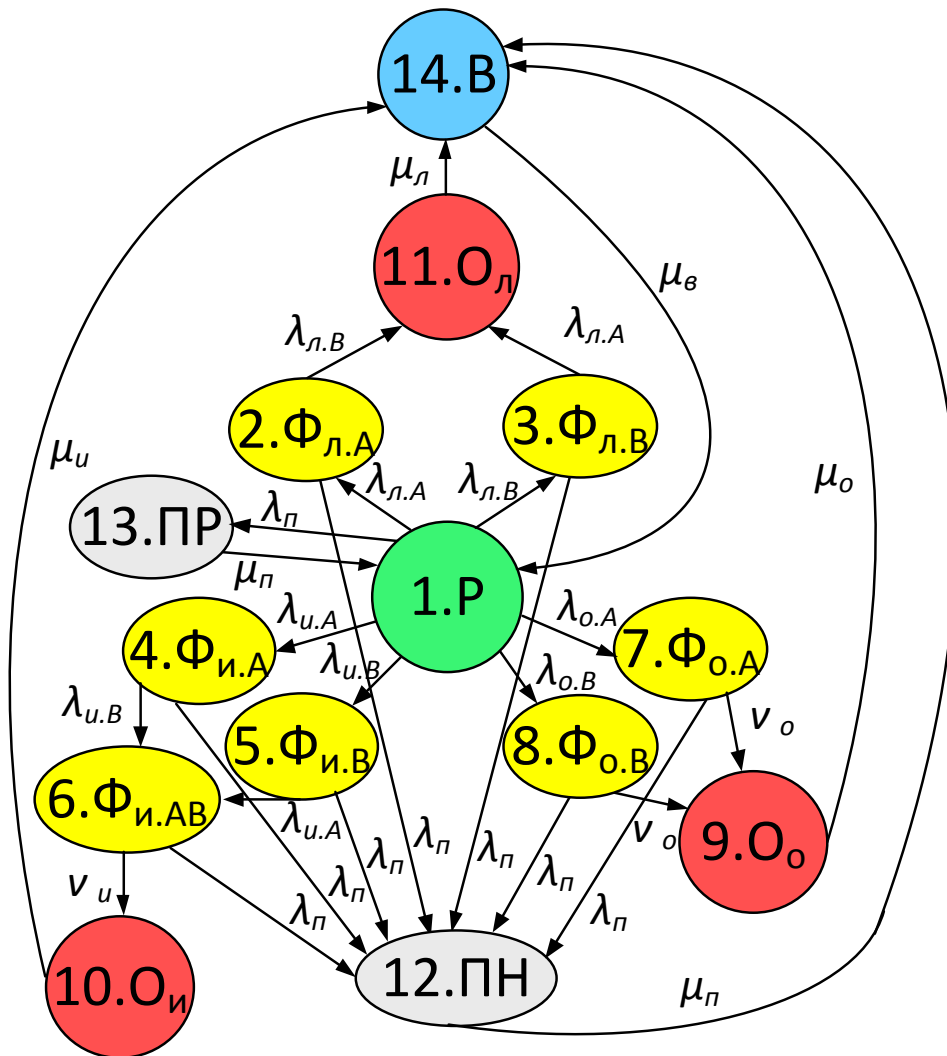 14.В
μл
11.Ол
μв
λл.В
λл.А
2.Фл.А
3.Фл.В
μи
μо
λл.А
λл.В
13.ПР
λп
μп
1.Р
λи.А
λо.А
4.Фи.А
7.Фо.А
λи.В
λо.В
λи.В
5.Фи.В
8.Фо.В
ν о
6.Фи.АВ
λи.А
λп
λп
λп
λп
ν о
9.Оо
ν и
λп
λп
λп
10.Ои
12.ПН
μп